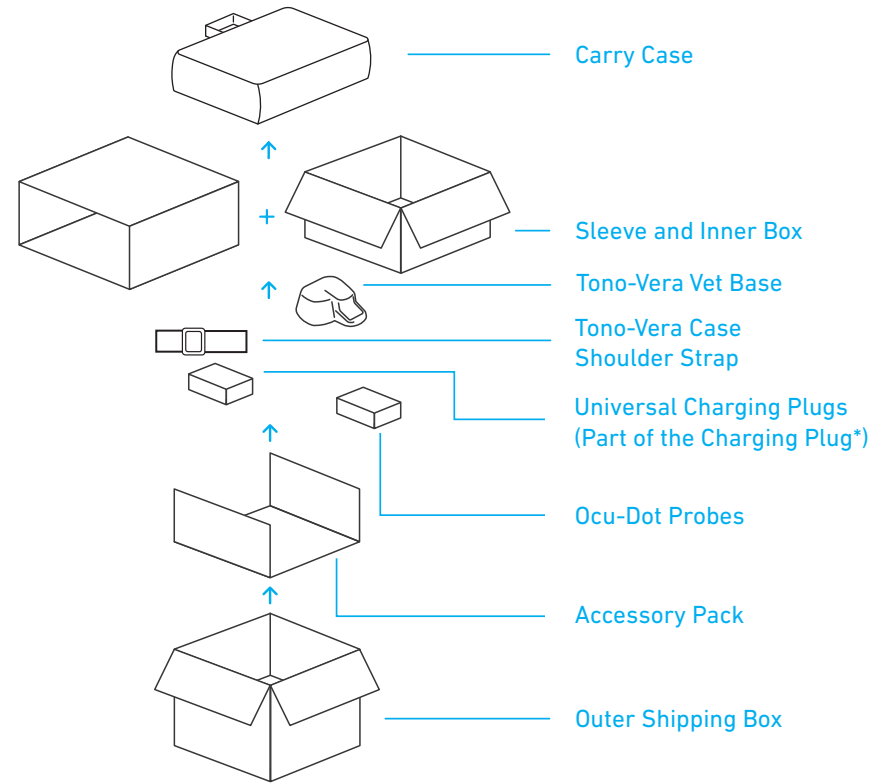 Carry Case
Sleeve and Inner Box
Tono-Vera Vet Base
Tono-Vera Case
Shoulder Strap
Universal Charging Plugs
(Part of the Charging Plug*)
Ocu-Dot Probes
Accessory Pack
Outer Shipping Box